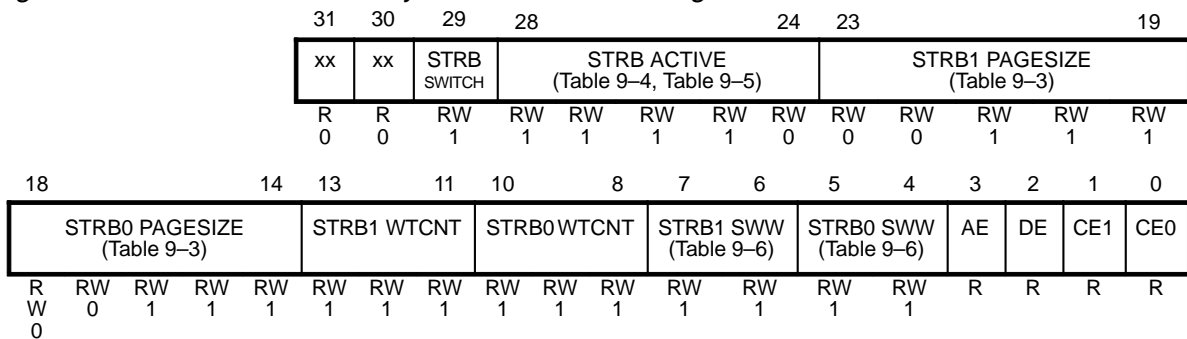 31 30 29 28 24 23 19
xx xx STRB SWITCH STRB ACTIVE (Table 9–4, Table 9–5) STRB1 PAGESIZE (Table 9–3)
R R RW RW RW RW RW RW RW RW RW RW RW
0 0 1 1 1 1 1 0 0 0 1 1 1
18 14 13 11 10 8 7 6 5 4 3 2 1 0
STRB0 PAGESIZE (Table 9–3) STRB1 WTCNT STRB0 WTCNT STRB1 SWW (Table 9–6) STRB0 SWW (Table 9–6) AE DE CE1 CE0
R RW RW RW RW RW RW RW RW RW RW RW RW RW RW R R R R
W 0 1 1 1 1 1 1 1 1 1 1 1 1 1
0